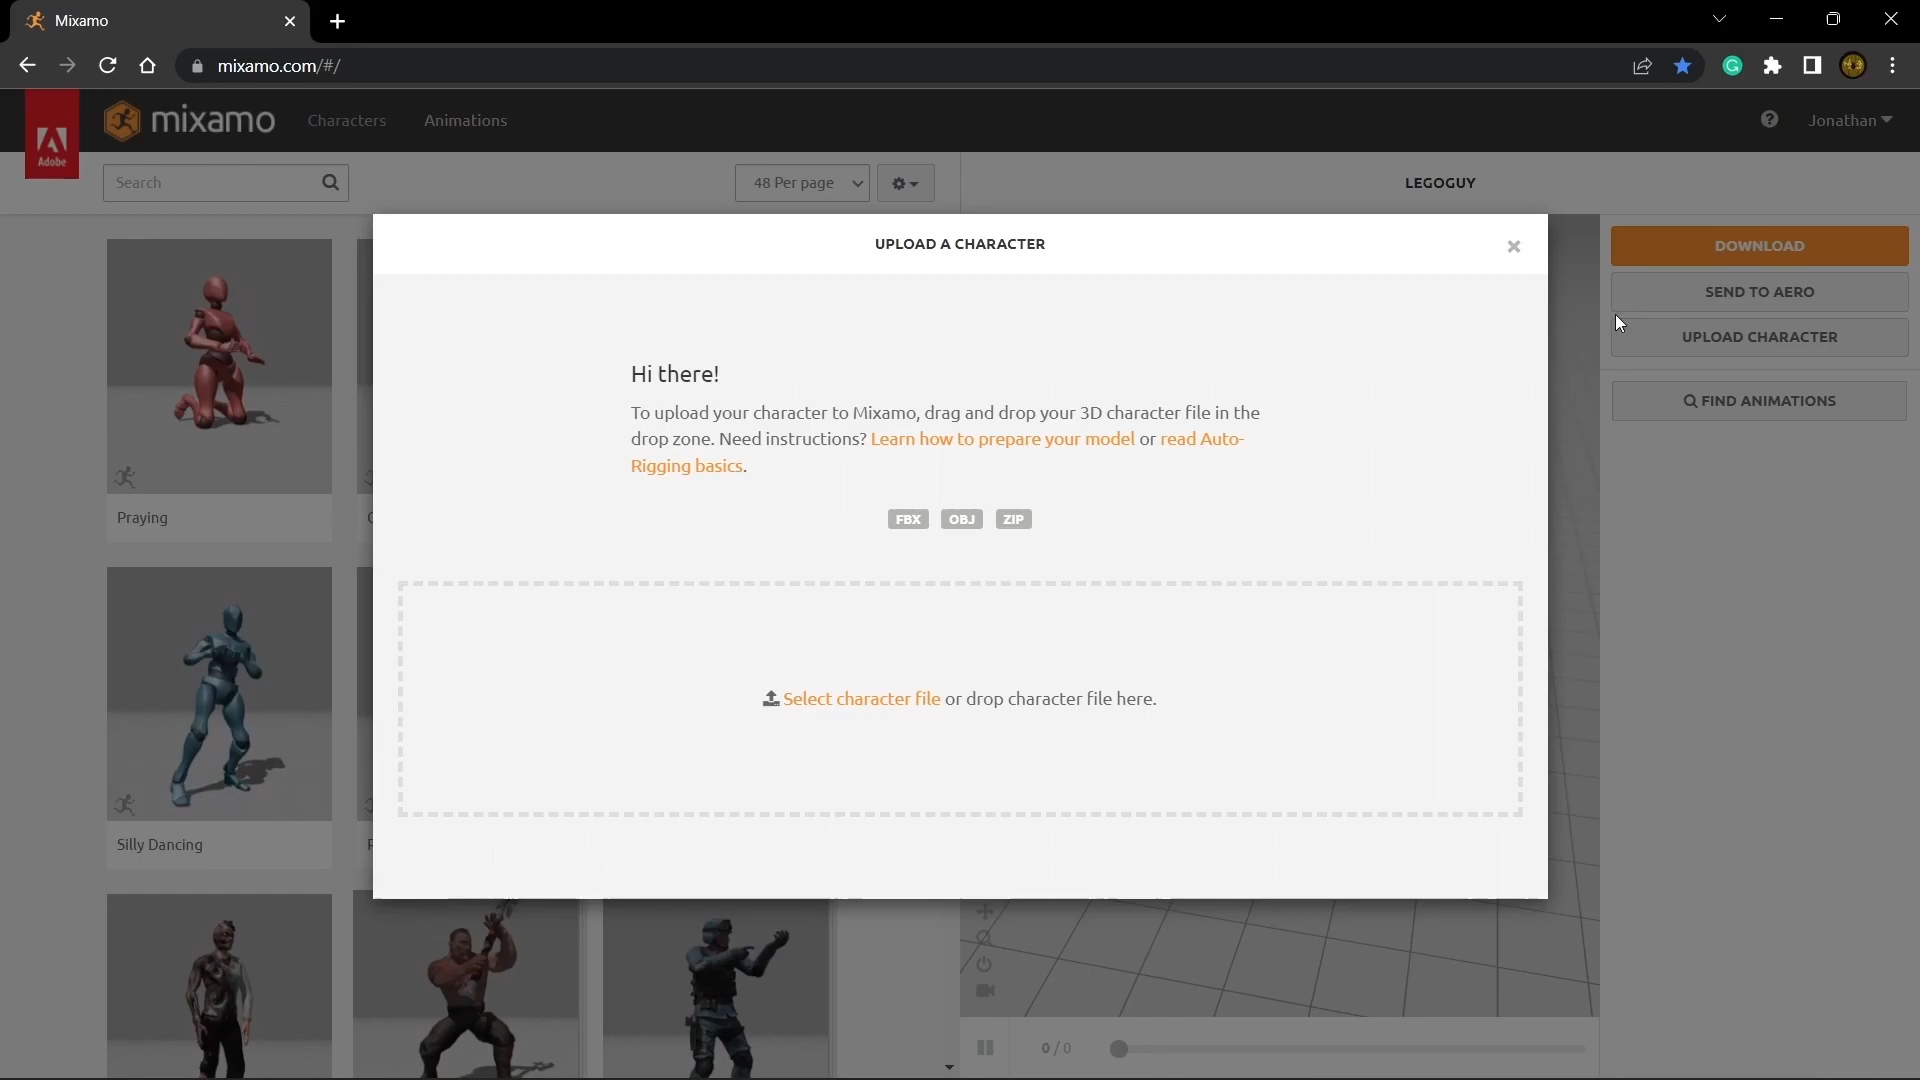 Mixamo
mixamo.com/#/
Adobe
mixamo
Characters
Animations
Jonathan
Search
48 Per page
LEGOGUY
UPLOAD A CHARACTER
Hi there!
To upload your character to Mixamo, drag and drop your 3D character file in the
drop zone. Need instructions? Learn how to prepare your model or read Auto-
Rigging basics.
FBX OBJ ZIP
Select character file or drop character file here.
DOWNLOAD
SEND TO AERO
UPLOAD CHARACTER
FIND ANIMATIONS
Praying
Silly Dancing
0 / 0